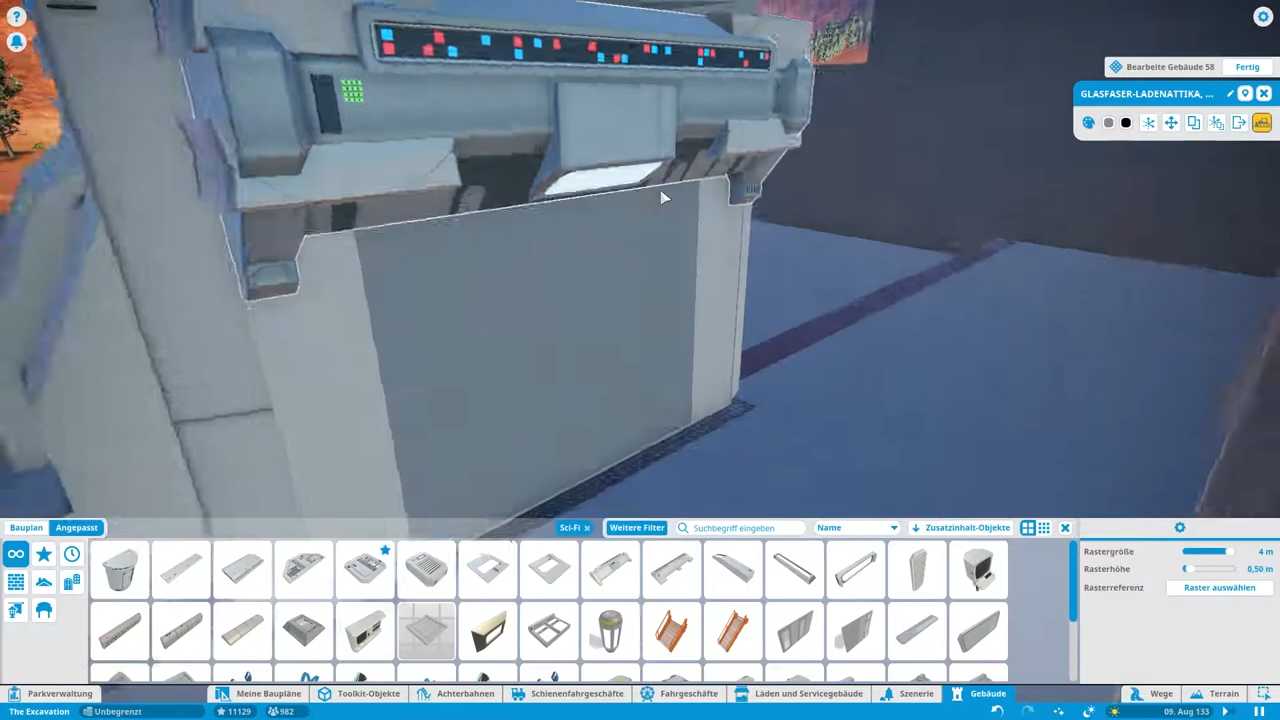 ?
Bearbeite Gebäude 58
Fertig
GLASFASER-LADENATTIKA, ...
Bauplan
Angepasst
Sci-Fi ×
Weitere Filter
Suchbegriff eingeben
Name
Zusatzinhalt-Objekte
Rastergröße
4 m
Rasterhöhe
0,50 m
Rasterreferenz
Raster auswählen
Parkverwaltung
Meine Baupläne
Toolkit-Objekte
Achterbahnen
Schienenfahrgeschäfte
Fahrgeschäfte
Läden und Servicegebäude
Szenerie
Gebäude
Wege
Terrain
The Excavation
Unbegrenzt
11129
982
09. Aug 133